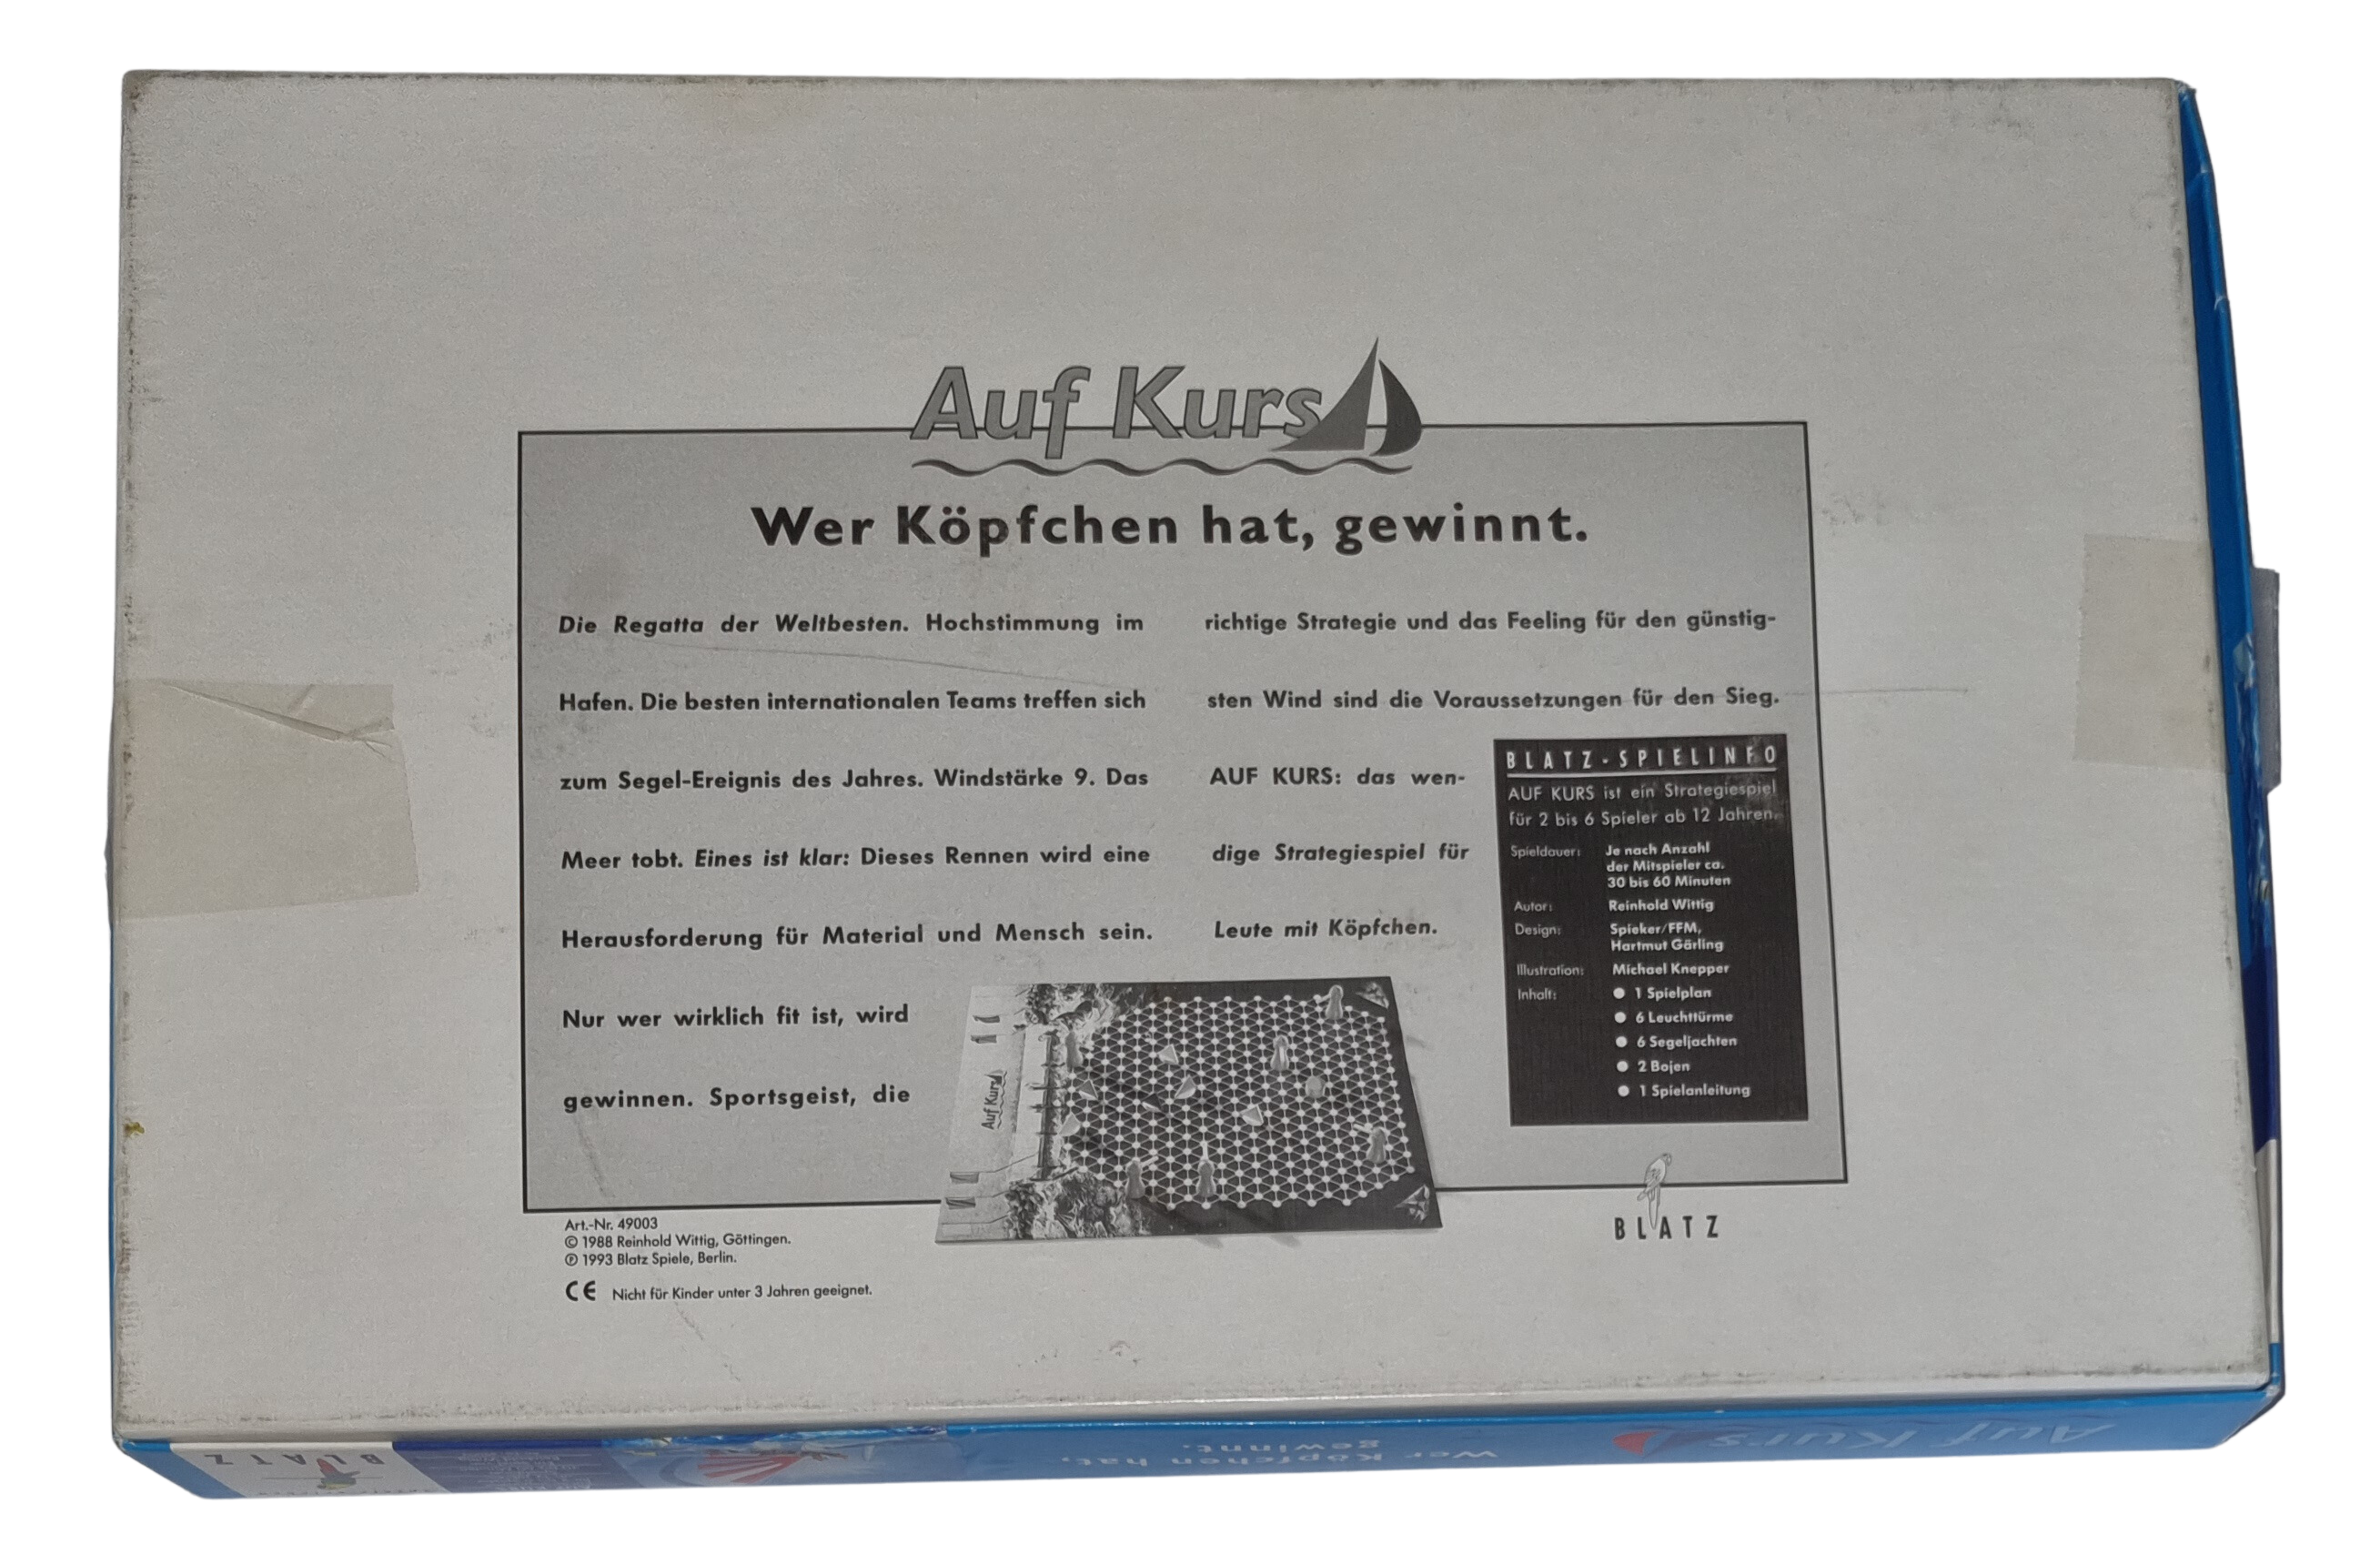 Auf Kurs
Wer Köpfchen hat, gewinnt.
Die Regatta der Weltbesten. Hochstimmung im
Hafen. Die besten internationalen Teams treffen sich
zum Segel-Ereignis des Jahres. Windstärke 9. Das
Meer tobt. Eines ist klar: Dieses Rennen wird eine
Herausforderung für Material und Mensch sein.
Nur wer wirklich fit ist, wird
gewinnen. Sportsgeist, die
richtige Strategie und das Feeling für den günstig-
sten Wind sind die Voraussetzungen für den Sieg.
AUF KURS: das wen-
dige Strategiespiel für
Leute mit Köpfchen.
BLATZ-SPIELINFO
AUF KURS ist ein Strategiespiel
für 2 bis 6 Spieler ab 12 Jahren.
Spieldauer: Je nach Anzahl
der Mitspieler ca.
30 bis 60 Minuten
Autor: Reinhold Wittig
Design: Spieker/FFM,
Hartmut Gärling
Illustration: Michael Knepper
Inhalt: ● 1 Spielplan
● 6 Leuchttürme
● 6 Segeljachten
● 2 Bojen
● 1 Spielanleitung
Auf Kurs
BLATZ
Art.-Nr. 49003
© 1988 Reinhold Wittig, Göttingen.
℗ 1993 Blatz Spiele, Berlin.
CE Nicht für Kinder unter 3 Jahren geeignet.
Auf Kurs
Wer Köpfchen hat,
gewinnt.
BLATZ